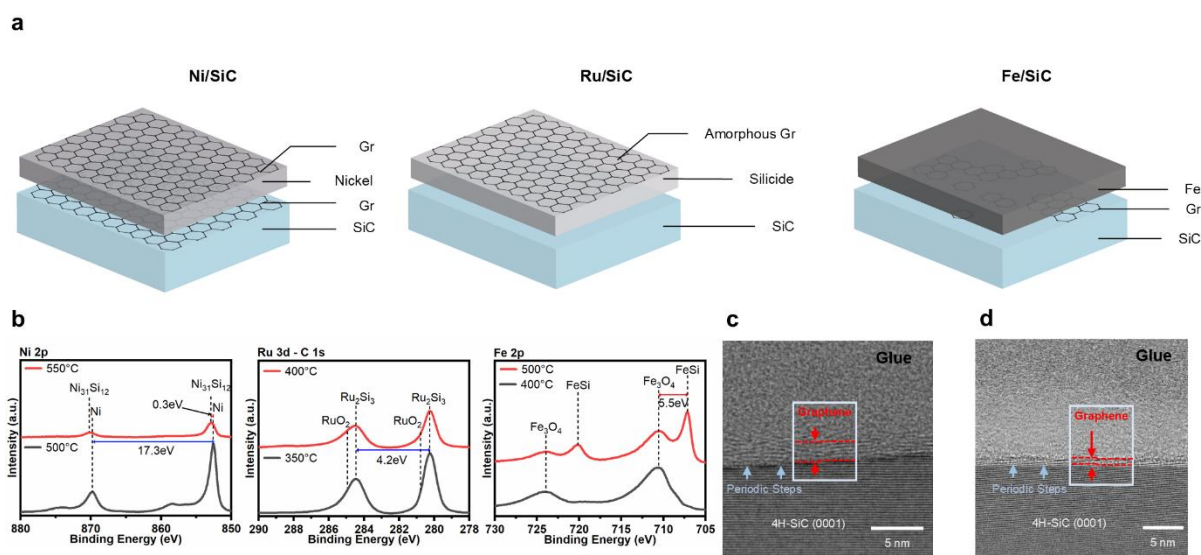 a
Ni/SiC
Gr
Nickel
Gr
SiC
Ru/SiC
Amorphous Gr
Silicide
SiC
Fe/SiC
Fe
Gr
SiC
b
Ni 2p
550°C
Ni₃₁Si₁₂
Ni
Ni₃₁Si₁₂
0.3eV
Ni
17.3eV
500°C
880 870 860 850
Binding Energy (eV)
Intensity (a.u.)
Ru 3d - C 1s
400°C
Ru₂Si₃
RuO₂
Ru₂Si₃
RuO₂
4.2eV
350°C
290 288 286 284 282 280 278
Binding Energy (eV)
Intensity (a.u.)
Fe 2p
500°C
400°C
FeSi
FeSi
Fe₃O₄
5.5eV
Fe₃O₄
730 725 720 715 710 705
Binding Energy (eV)
Intensity (a.u.)
c
Glue
Graphene
Periodic Steps
4H-SiC (0001)
5 nm
d
Glue
Graphene
Periodic Steps
4H-SiC (0001)
5 nm